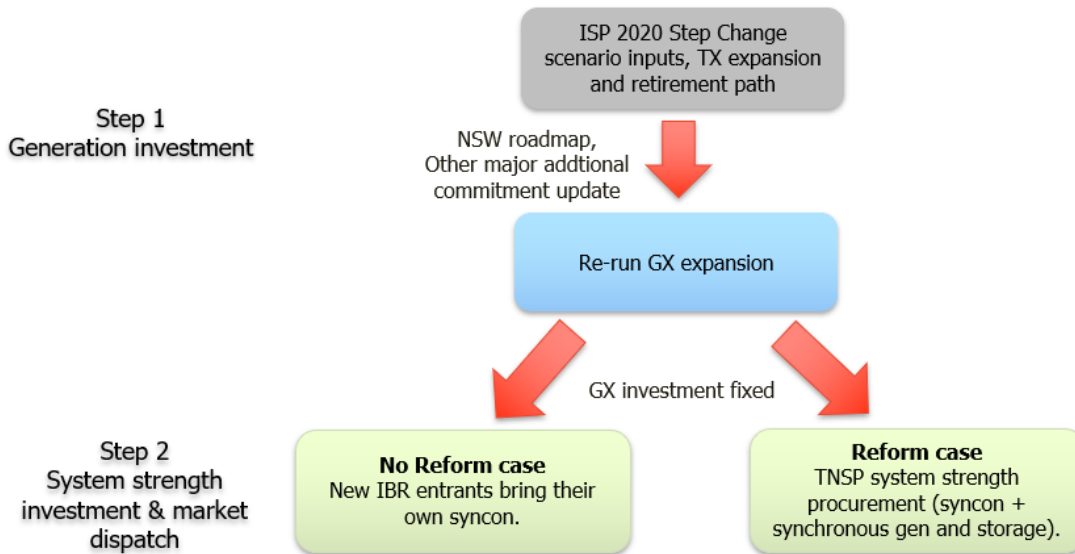 ISP 2020 Step Change
scenario inputs, TX expansion
and retirement path
Step 1
Generation investment
NSW roadmap,
Other major addtional
commitment update
Re-run GX expansion
GX investment fixed
Step 2
System strength
investment & market
dispatch
No Reform case
New IBR entrants bring their
own syncon.
Reform case
TNSP system strength
procurement (syncon +
synchronous gen and storage).